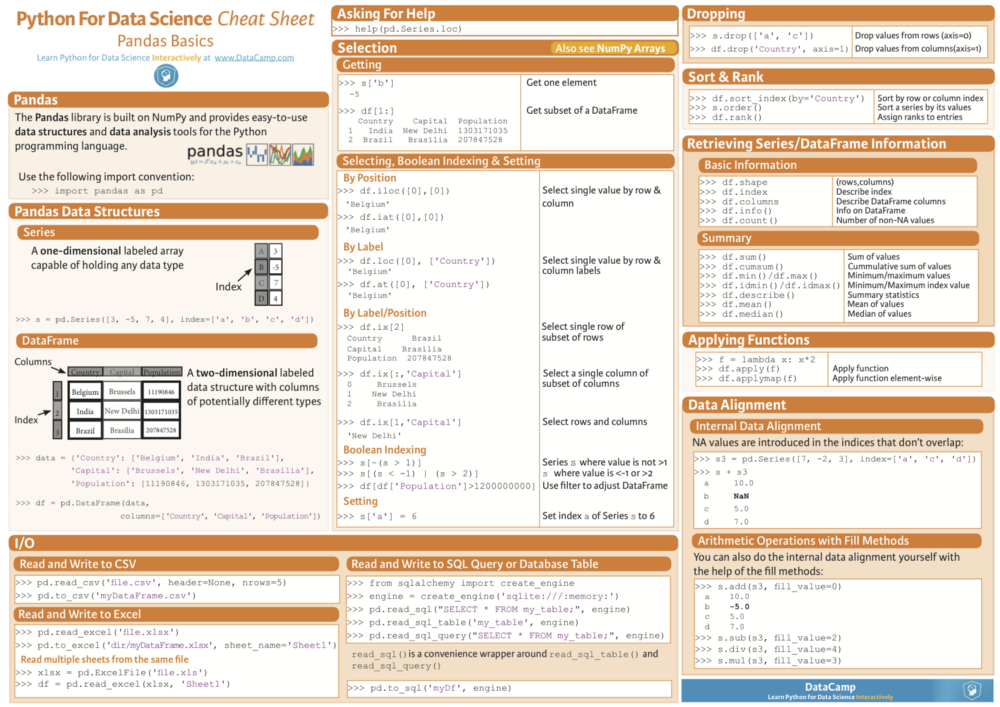 Python For Data Science Cheat Sheet
Pandas Basics
Learn Python for Data Science Interactively at www.DataCamp.com
Pandas
The Pandas library is built on NumPy and provides easy-to-use
data structures and data analysis tools for the Python
programming language.
pandas
Use the following import convention:
>>> import pandas as pd
Pandas Data Structures
Series
A one-dimensional labeled array
capable of holding any data type
Index
A 3
B -5
C 7
D 4
>>> s = pd.Series([3, -5, 7, 4], index=['a', 'b', 'c', 'd'])
DataFrame
Columns
Index
Country Capital Population
1 Belgium Brussels 11190846
2 India New Delhi 1303171035
3 Brazil Brasília 207847528
A two-dimensional labeled
data structure with columns
of potentially different types
>>> data = {'Country': ['Belgium', 'India', 'Brazil'],
'Capital': ['Brussels', 'New Delhi', 'Brasilia'],
'Population': [11190846, 1303171035, 207847528]}
>>> df = pd.DataFrame(data,
columns=['Country', 'Capital', 'Population'])
Asking For Help
>>> help(pd.Series.loc)
Selection
Also see NumPy Arrays
Getting
>>> s['b']
-5
Get one element
>>> df[1:]
Get subset of a DataFrame
Country Capital Population
1 India New Delhi 1303171035
2 Brazil Brasilia 207847528
Selecting, Boolean Indexing & Setting
By Position
>>> df.iloc([0],[0])
'Belgium'
>>> df.iat([0],[0])
'Belgium'
Select single value by row &
column
By Label
>>> df.loc([0], ['Country'])
'Belgium'
>>> df.at([0], ['Country'])
'Belgium'
Select single value by row &
column labels
By Label/Position
>>> df.ix[2]
Country Brazil
Capital Brasilia
Population 207847528
Select single row of
subset of rows
>>> df.ix[:,'Capital']
0 Brussels
1 New Delhi
2 Brasilia
Select a single column of
subset of columns
>>> df.ix[1,'Capital']
'New Delhi'
Select rows and columns
Boolean Indexing
>>> s[~(s > 1)]
Series s where value is not >1
>>> s[(s < -1) | (s > 2)]
s where value is <-1 or >2
>>> df[df['Population']>1200000000]
Use filter to adjust DataFrame
Setting
>>> s['a'] = 6
Set index a of Series s to 6
Dropping
>>> s.drop(['a', 'c'])
Drop values from rows (axis=0)
>>> df.drop('Country', axis=1)
Drop values from columns(axis=1)
Sort & Rank
>>> df.sort_index(by='Country')
Sort by row or column index
>>> s.order()
Sort a series by its values
>>> df.rank()
Assign ranks to entries
Retrieving Series/DataFrame Information
Basic Information
>>> df.shape
(rows,columns)
>>> df.index
Describe index
>>> df.columns
Describe DataFrame columns
>>> df.info()
Info on DataFrame
>>> df.count()
Number of non-NA values
Summary
>>> df.sum()
Sum of values
>>> df.cumsum()
Cummulative sum of values
>>> df.min()/df.max()
Minimum/maximum values
>>> df.idmin()/df.idmax()
Minimum/Maximum index value
>>> df.describe()
Summary statistics
>>> df.mean()
Mean of values
>>> df.median()
Median of values
Applying Functions
>>> f = lambda x: x*2
>>> df.apply(f)
Apply function
>>> df.applymap(f)
Apply function element-wise
Data Alignment
Internal Data Alignment
NA values are introduced in the indices that don't overlap:
>>> s3 = pd.Series([7, -2, 3], index=['a', 'c', 'd'])
>>> s + s3
a 10.0
b NaN
c 5.0
d 7.0
Arithmetic Operations with Fill Methods
You can also do the internal data alignment yourself with
the help of the fill methods:
>>> s.add(s3, fill_value=0)
a 10.0
b -5.0
c 5.0
d 7.0
>>> s.sub(s3, fill_value=2)
>>> s.div(s3, fill_value=4)
>>> s.mul(s3, fill_value=3)
I/O
Read and Write to CSV
>>> pd.read_csv('file.csv', header=None, nrows=5)
>>> pd.to_csv('myDataFrame.csv')
Read and Write to Excel
>>> pd.read_excel('file.xlsx')
>>> pd.to_excel('dir/myDataFrame.xlsx', sheet_name='Sheet1')
Read multiple sheets from the same file
>>> xlsx = pd.ExcelFile('file.xls')
>>> df = pd.read_excel(xlsx, 'Sheet1')
Read and Write to SQL Query or Database Table
>>> from sqlalchemy import create_engine
>>> engine = create_engine('sqlite:///:memory:')
>>> pd.read_sql("SELECT * FROM my_table;", engine)
>>> pd.read_sql_table('my_table', engine)
>>> pd.read_sql_query("SELECT * FROM my_table;", engine)
read_sql() is a convenience wrapper around read_sql_table() and
read_sql_query()
>>> pd.to_sql('myDf', engine)
DataCamp
Learn Python for Data Science Interactively